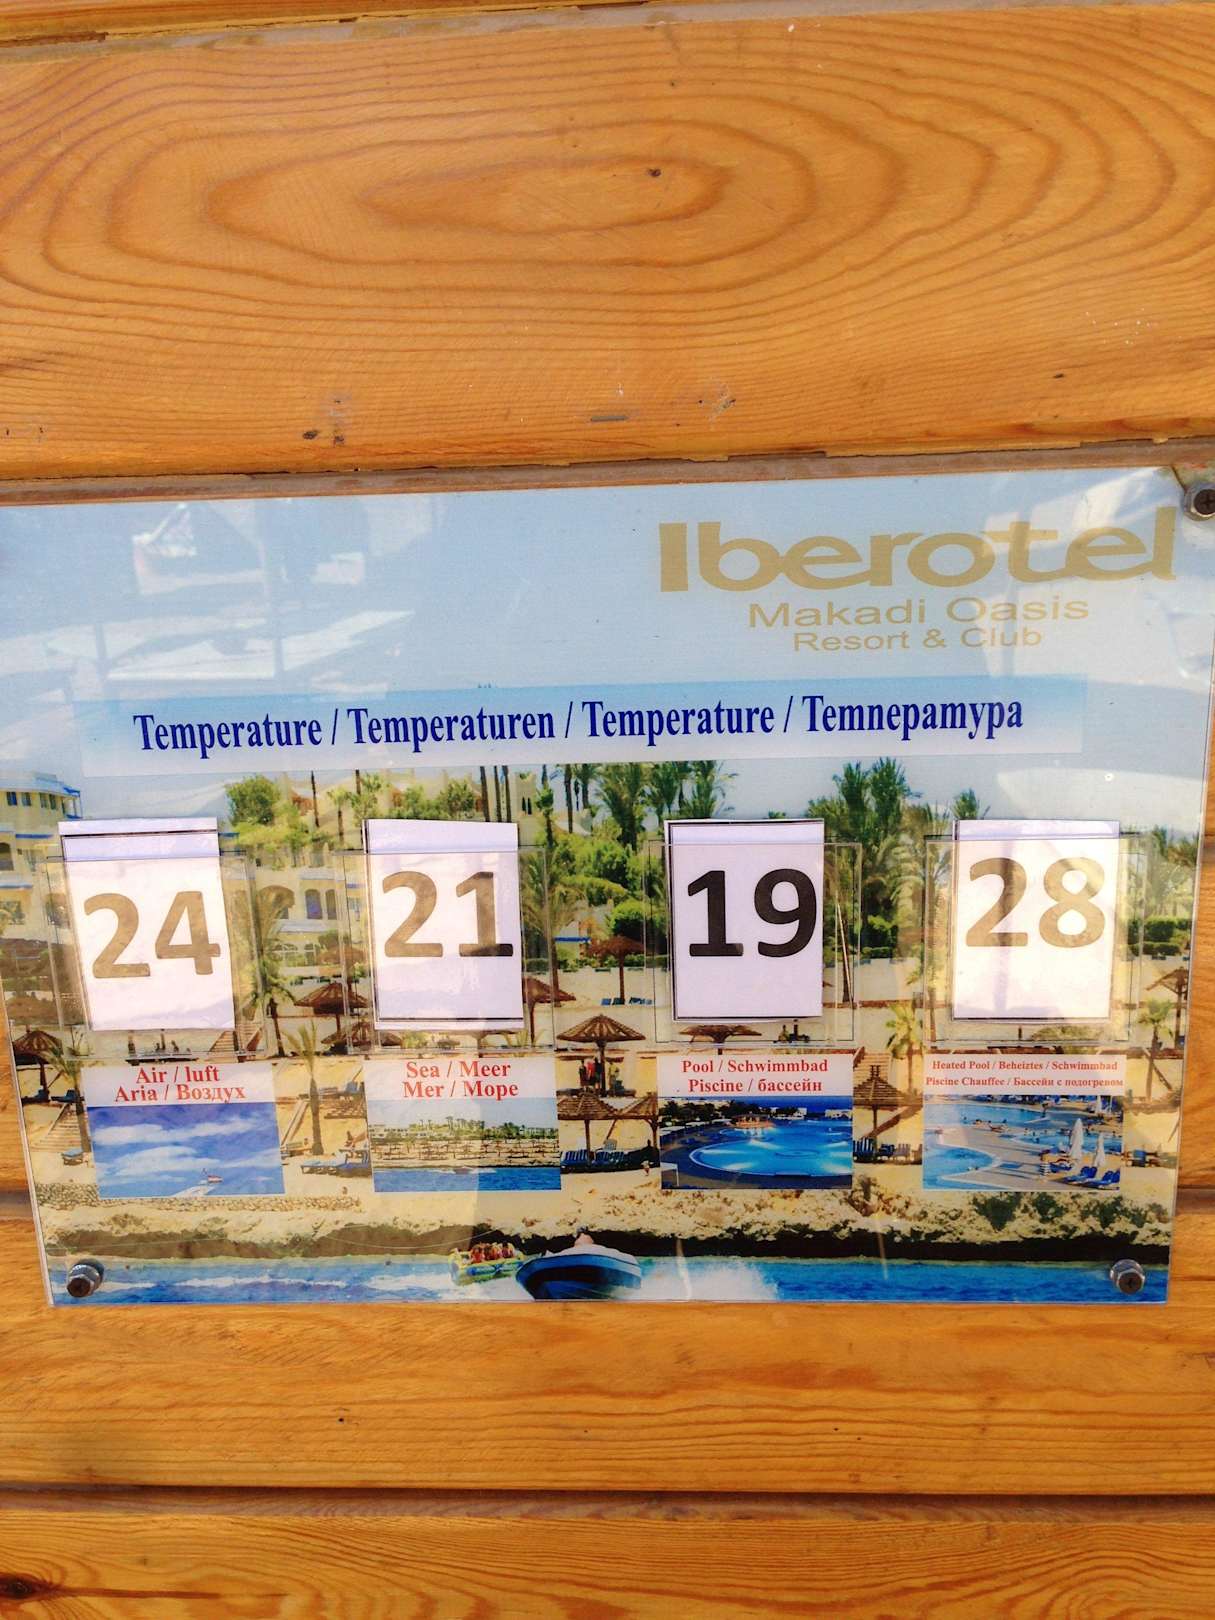 Iberotel
Makadi Oasis
Resort & Club
Temperature / Temperaturen / Temperature / Температура
24
21
19
28
Air / luft
Aria / Воздух
Sea / Meer
Mer / Море
Pool / Schwimmbad
Piscine / бассейн
Heated Pool / Beheiztes / Schwimmbad
Piscine Chauffee / Бассейн с подогревом